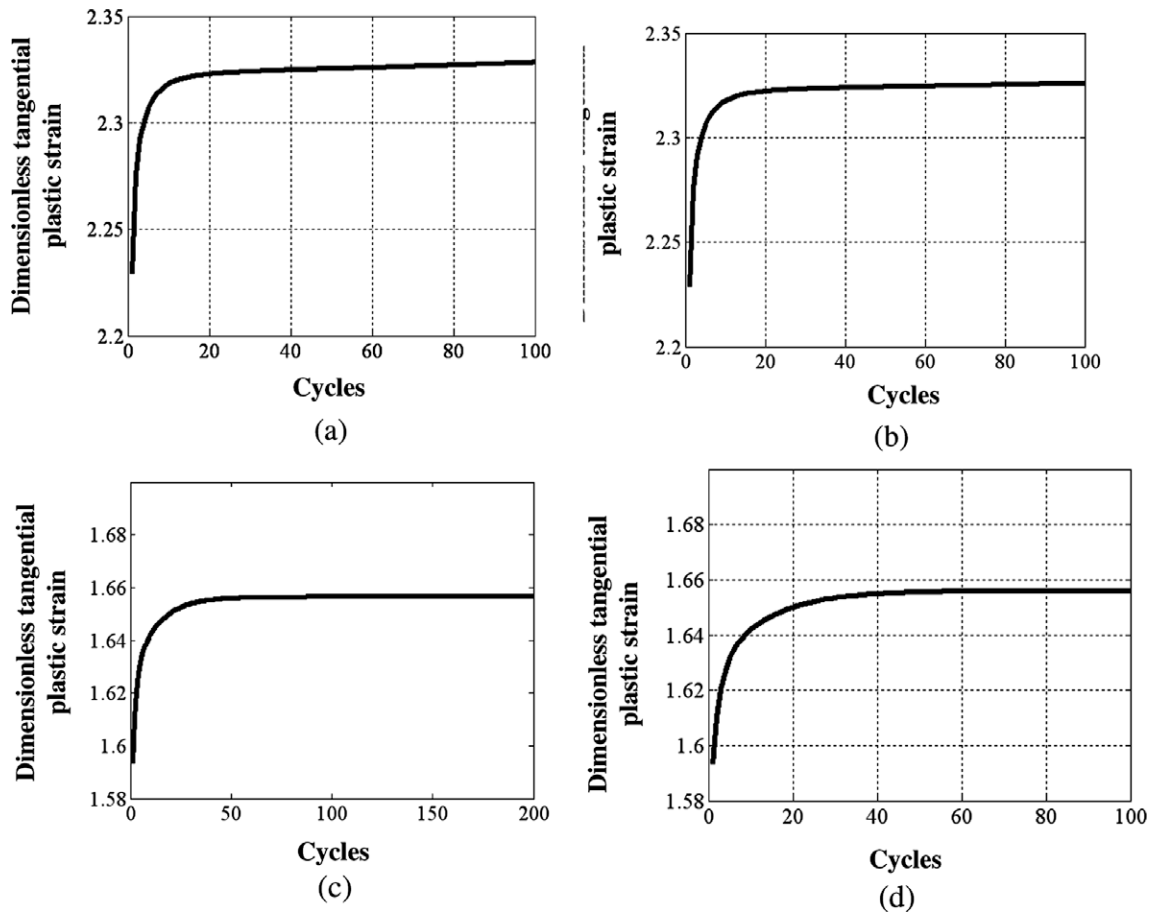 Dimensionless tangential
plastic strain
2.35
2.3
2.25
2.2
0 20 40 60 80 100
Cycles
(a)
plastic strain
2.35
2.3
2.25
2.2
0 20 40 60 80 100
Cycles
(b)
Dimensionless tangential
plastic strain
1.68
1.66
1.64
1.62
1.6
1.58
0 50 100 150 200
Cycles
(c)
Dimensionless tangential
plastic strain
1.68
1.66
1.64
1.62
1.6
1.58
0 20 40 60 80 100
Cycles
(d)